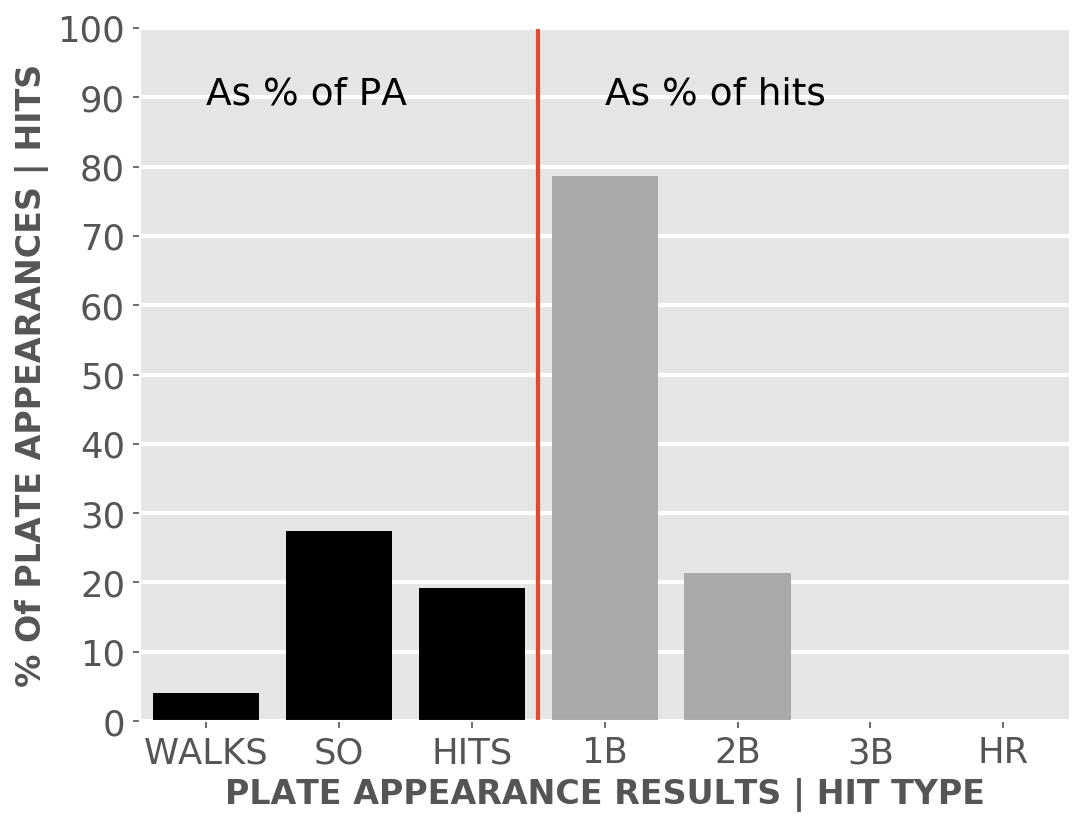 100
90
80
70
60
50
40
30
20
10
0
% Of PLATE APPEARANCES | HITS
As % of PA
As % of hits
WALKS SO HITS 1B 2B 3B HR
PLATE APPEARANCE RESULTS | HIT TYPE